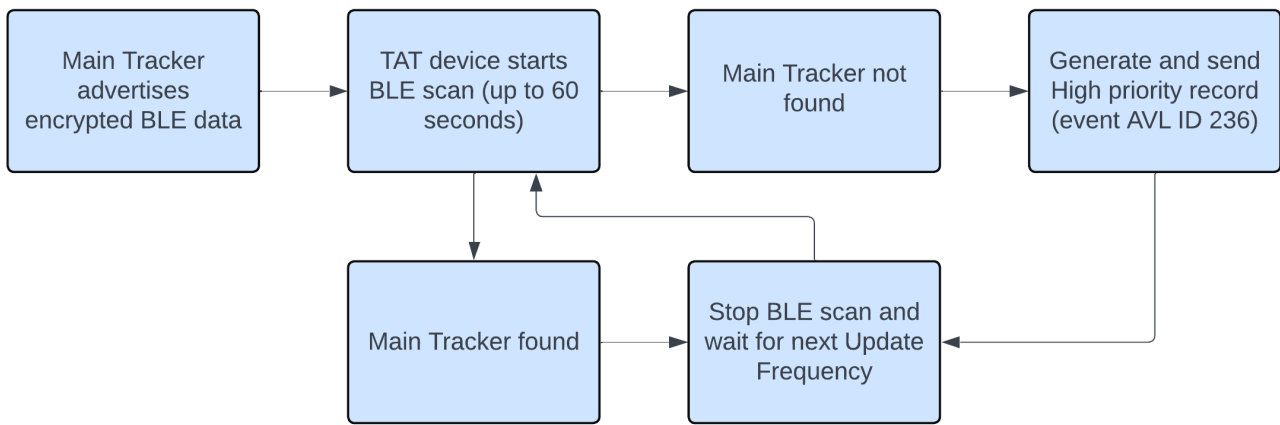 Main Tracker
advertises
encrypted BLE data
TAT device starts
BLE scan (up to 60
seconds)
Main Tracker not
found
Generate and send
High priority record
(event AVL ID 236)
Main Tracker found
Stop BLE scan and
wait for next Update
Frequency